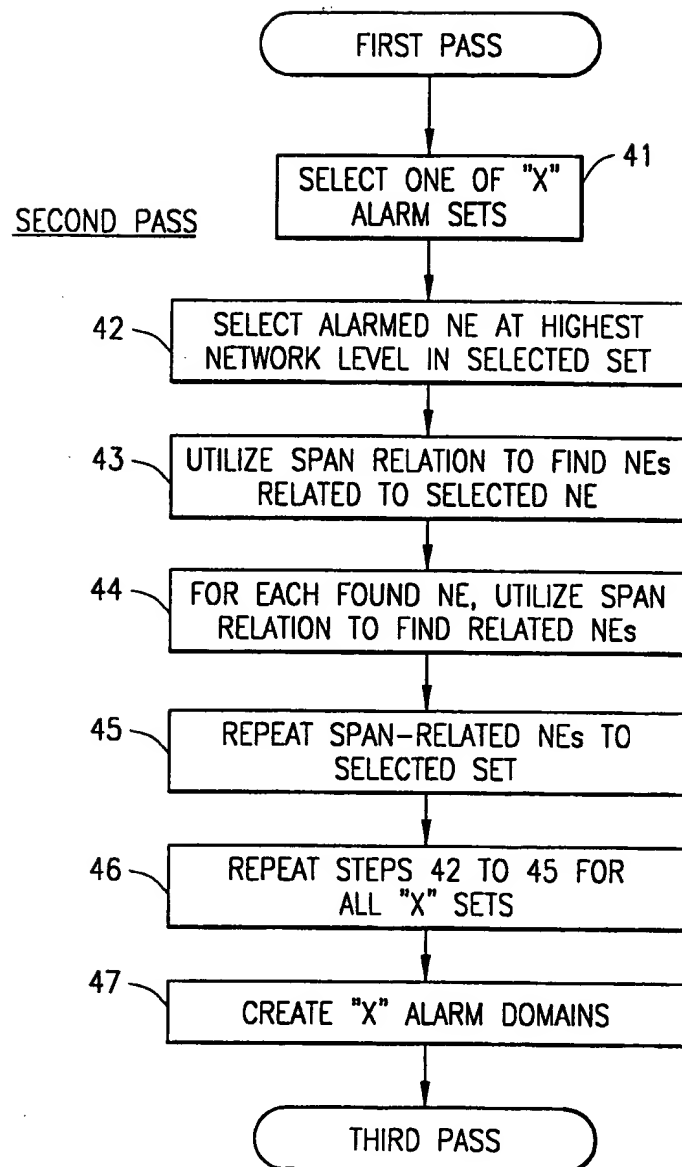 FIRST PASS
41
SELECT ONE OF "X"
ALARM SETS
SECOND PASS
42
SELECT ALARMED NE AT HIGHEST
NETWORK LEVEL IN SELECTED SET
43
UTILIZE SPAN RELATION TO FIND NEs
RELATED TO SELECTED NE
44
FOR EACH FOUND NE, UTILIZE SPAN
RELATION TO FIND RELATED NEs
45
REPEAT SPAN-RELATED NEs TO
SELECTED SET
46
REPEAT STEPS 42 TO 45 FOR
ALL "X" SETS
47
CREATE "X" ALARM DOMAINS
THIRD PASS